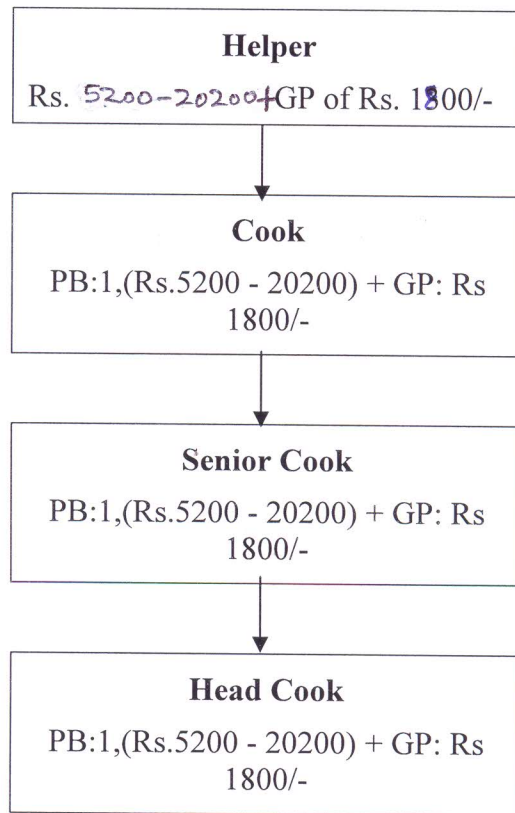 Helper
Rs. 5200-20200+GP of Rs. 1800/-
Cook
PB:1,(Rs.5200 - 20200) + GP: Rs
1800/-
Senior Cook
PB:1,(Rs.5200 - 20200) + GP: Rs
1800/-
Head Cook
PB:1,(Rs.5200 - 20200) + GP: Rs
1800/-